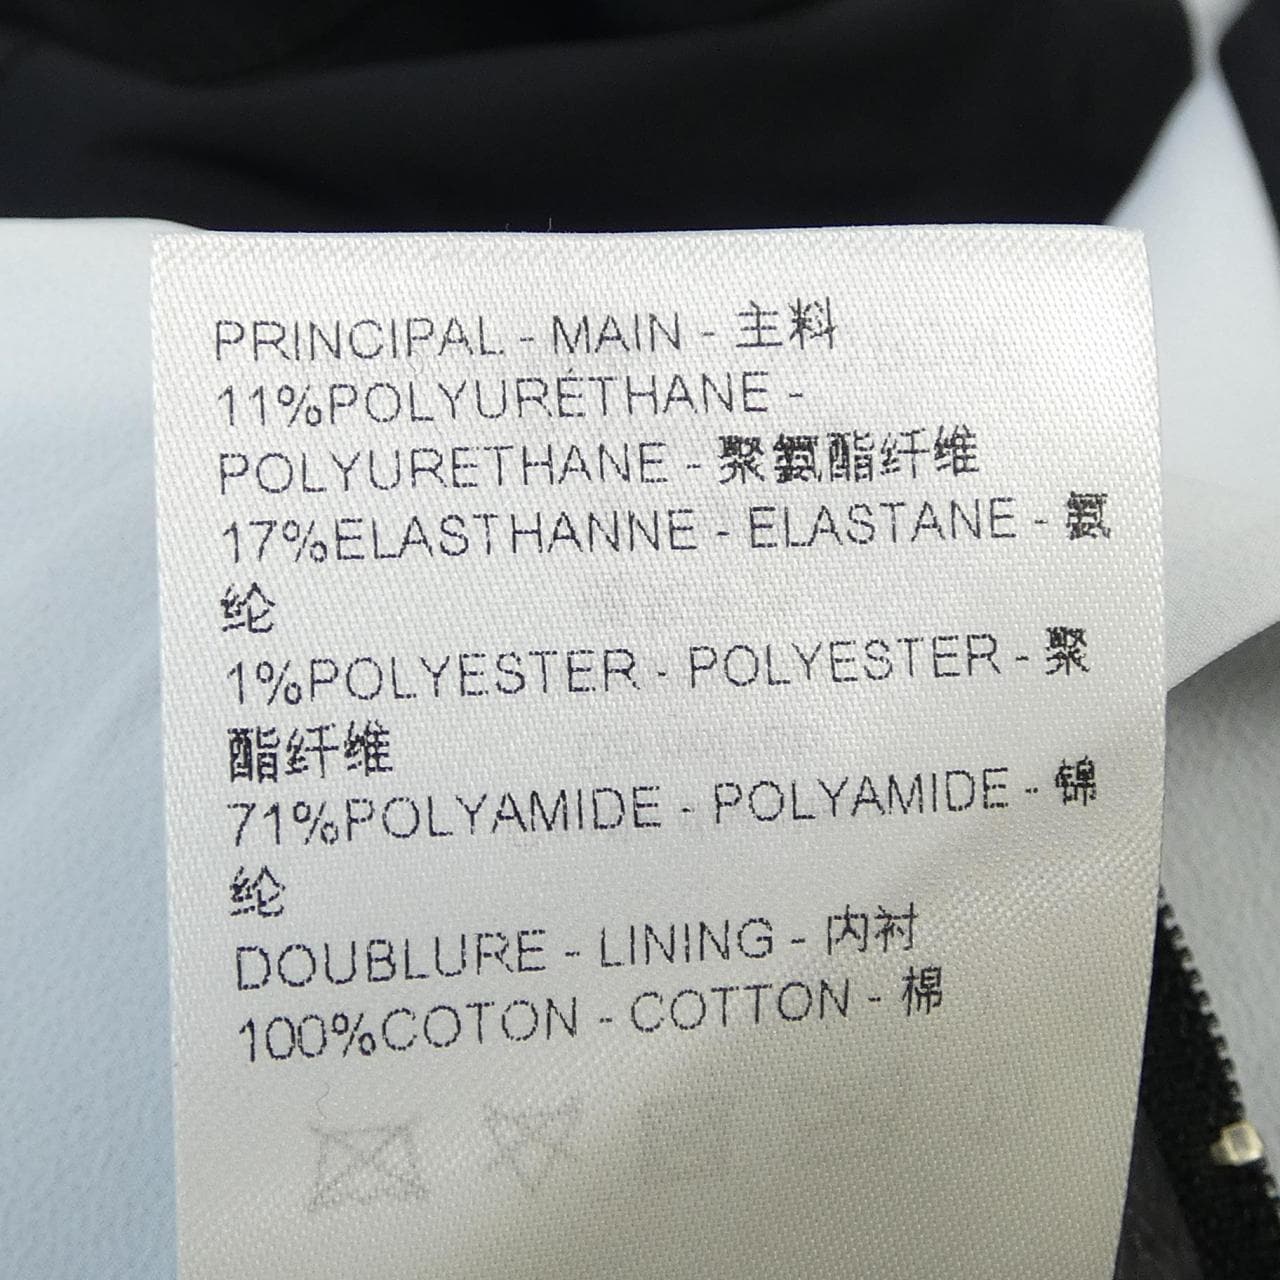 PRINCIPAL - MAIN - 主料
11%POLYURÉTHANE -
POLYURETHANE - 聚氨酯纤维
17%ELASTHANNE - ELASTANE - 氨
纶
1%POLYESTER - POLYESTER - 聚
酯纤维
71%POLYAMIDE - POLYAMIDE - 锦
纶
DOUBLURE - LINING - 内衬
100%COTON - COTTON - 棉